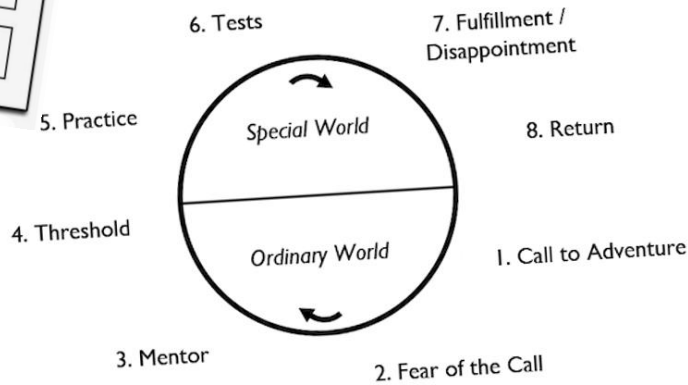 6. Tests
7. Fulfillment /
Disappointment
5. Practice
Special World
8. Return
4. Threshold
Ordinary World
1. Call to Adventure
3. Mentor
2. Fear of the Call